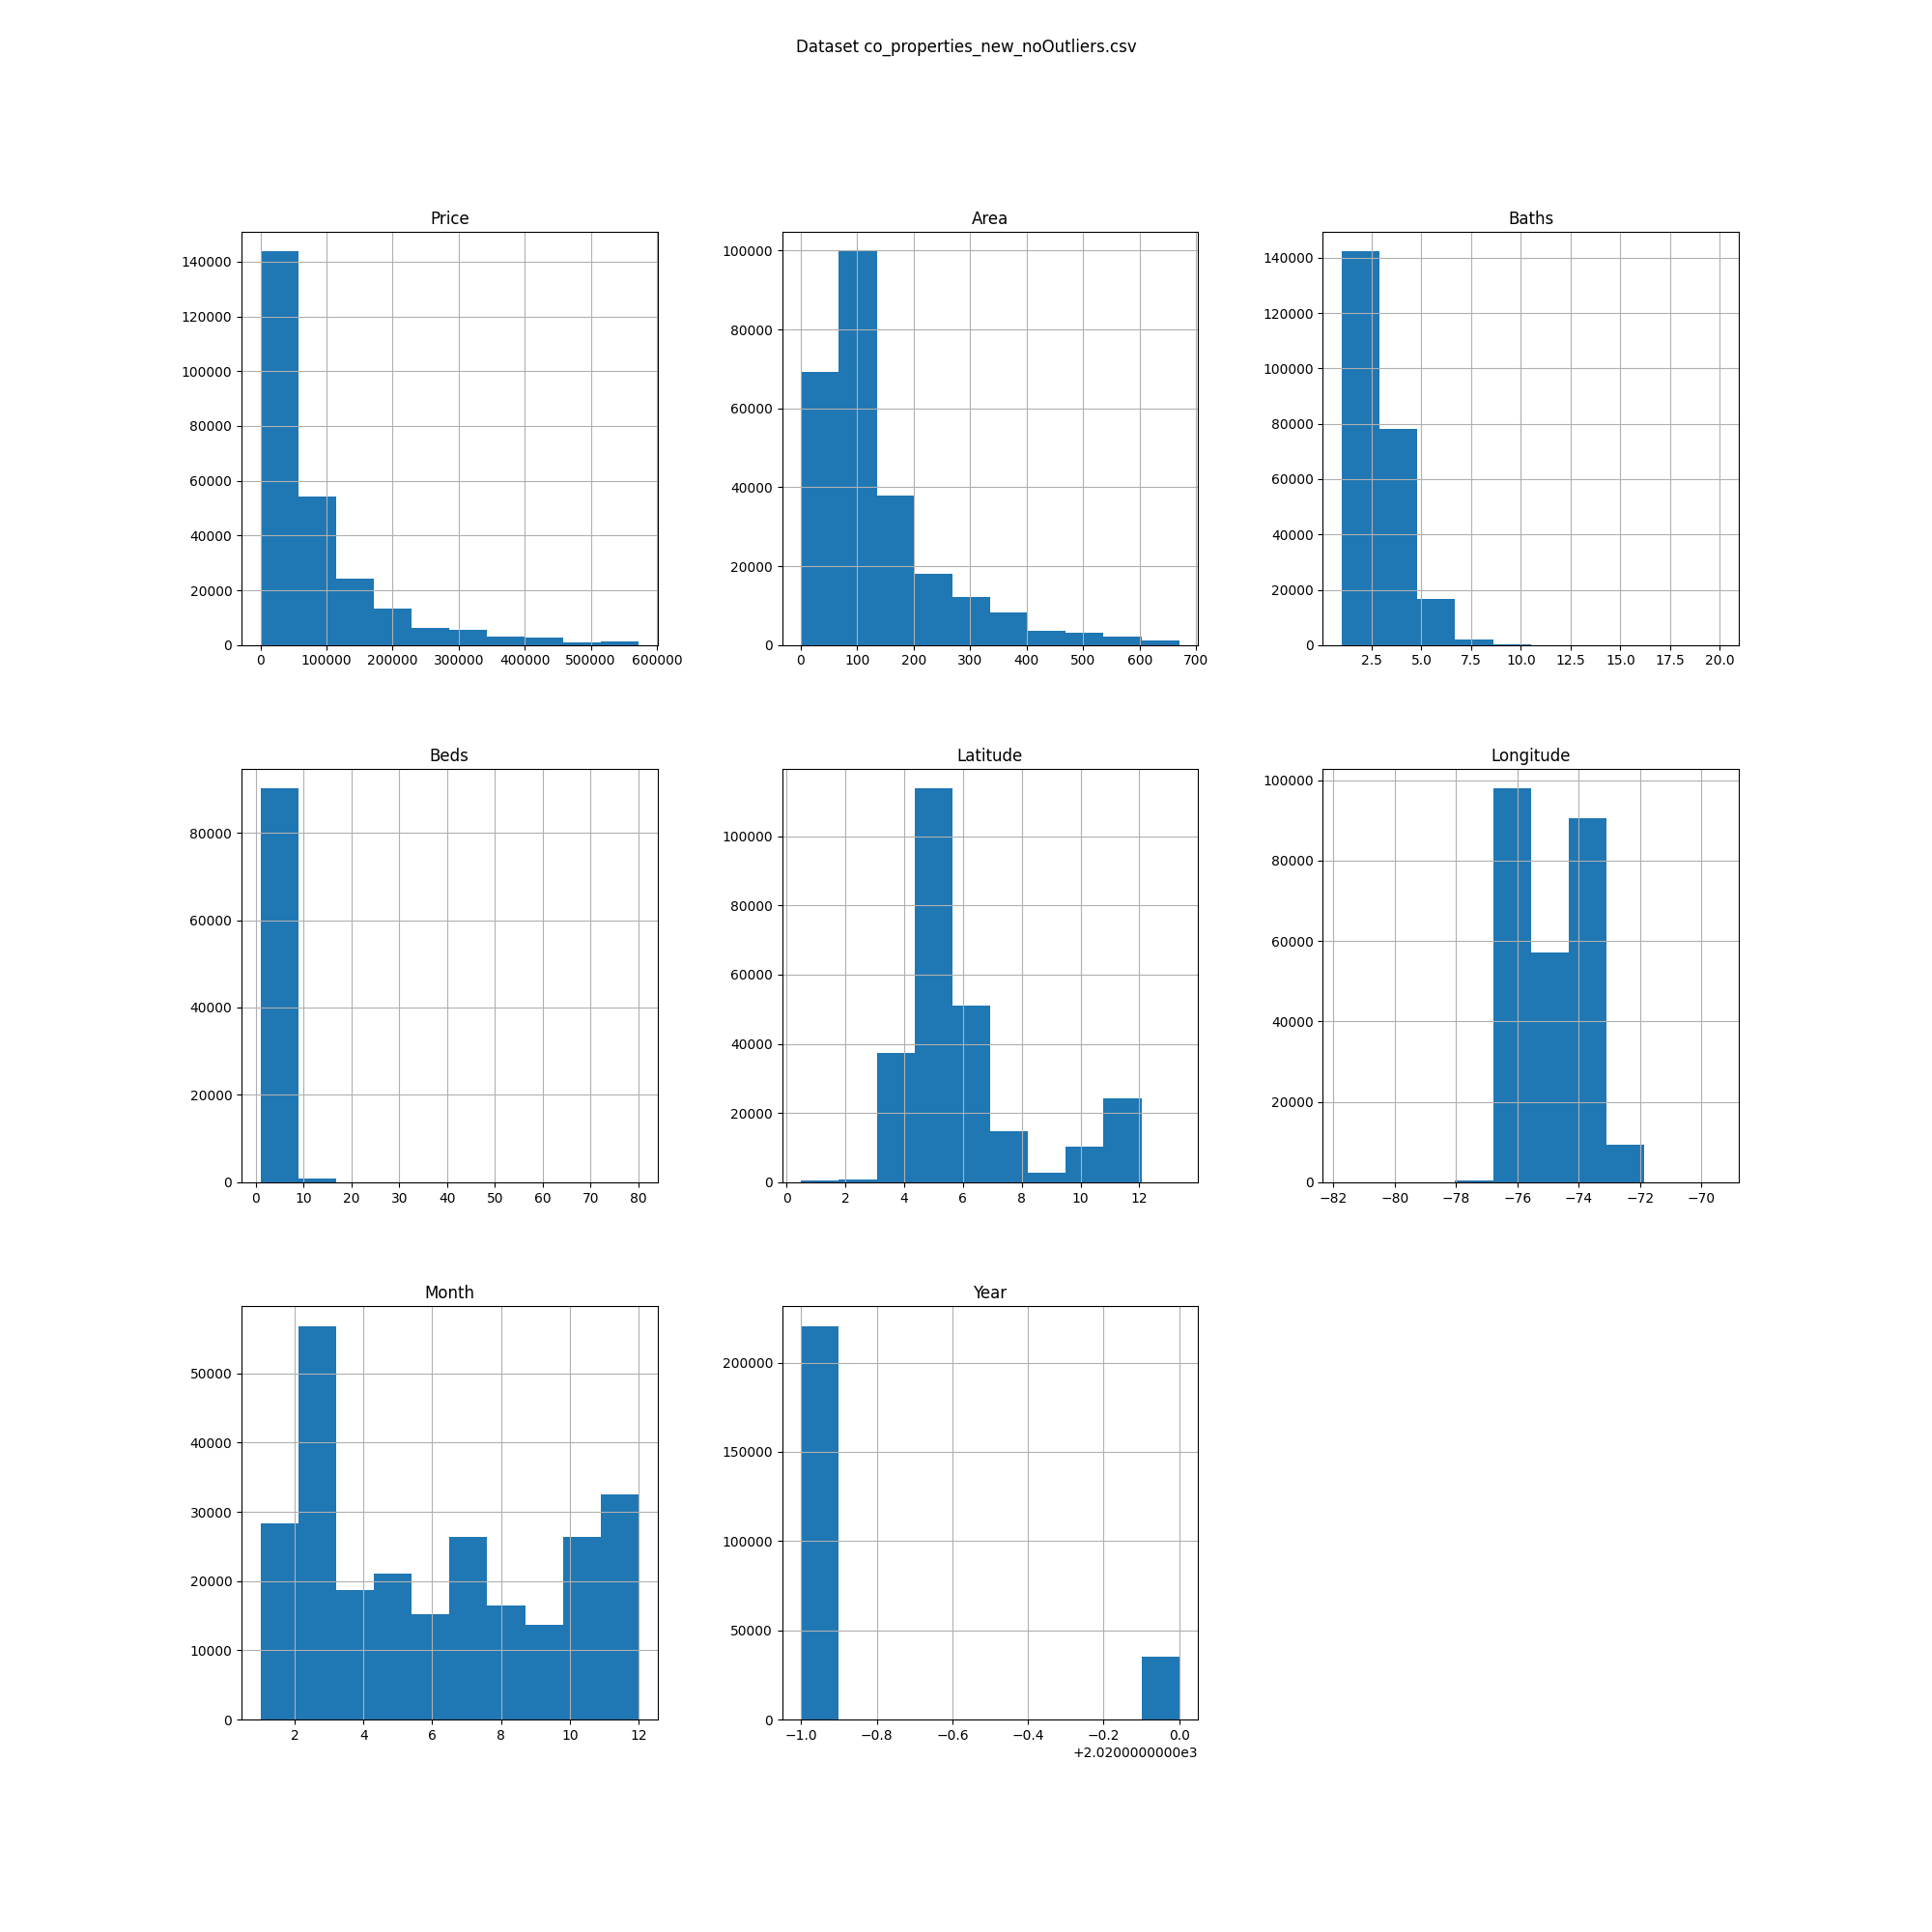 Dataset co_properties_new_noOutliers.csv
Price
140000
120000
100000
80000
60000
40000
20000
0
0 100000 200000 300000 400000 500000 600000
Area
100000
80000
60000
40000
20000
0
0 100 200 300 400 500 600 700
Baths
140000
120000
100000
80000
60000
40000
20000
0
2.5 5.0 7.5 10.0 12.5 15.0 17.5 20.0
Beds
80000
60000
40000
20000
0
0 10 20 30 40 50 60 70 80
Latitude
100000
80000
60000
40000
20000
0
0 2 4 6 8 10 12
Longitude
100000
80000
60000
40000
20000
0
−82 −80 −78 −76 −74 −72 −70
Month
50000
40000
30000
20000
10000
0
2 4 6 8 10 12
Year
200000
150000
100000
50000
0
−1.0 −0.8 −0.6 −0.4 −0.2 0.0
+2.0200000000e3